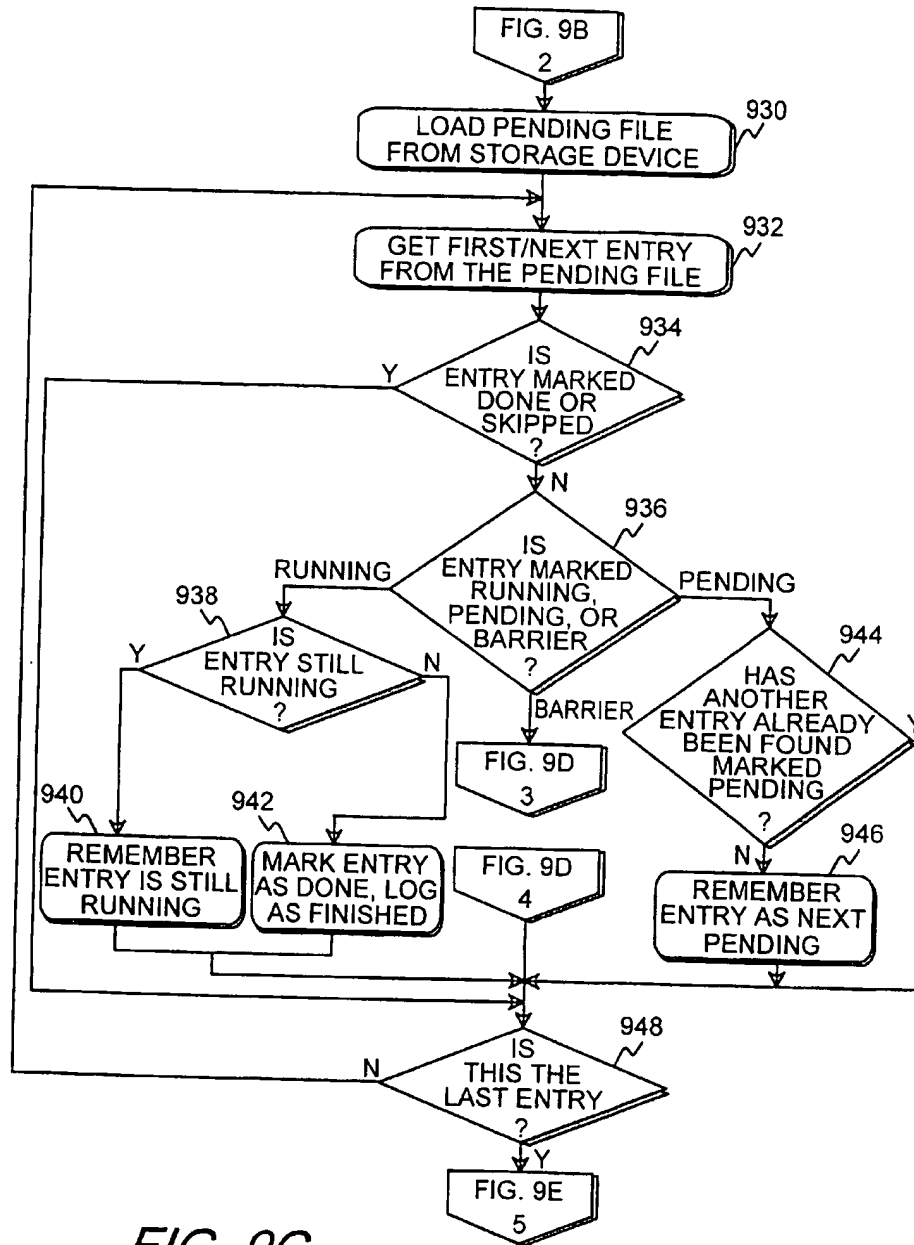 FIG. 9B
2
930
LOAD PENDING FILE
FROM STORAGE DEVICE
932
GET FIRST/NEXT ENTRY
FROM THE PENDING FILE
934
Y
IS
ENTRY MARKED
DONE OR
SKIPPED
?
N
936
IS
ENTRY MARKED
RUNNING,
PENDING, OR
BARRIER
?
RUNNING
PENDING
BARRIER
938
Y
IS
ENTRY STILL
RUNNING
?
N
944
HAS
ANOTHER
ENTRY ALREADY
BEEN FOUND
MARKED
PENDING
?
Y
N
FIG. 9D
3
940
REMEMBER
ENTRY IS STILL
RUNNING
942
MARK ENTRY
AS DONE, LOG
AS FINISHED
FIG. 9D
4
946
REMEMBER
ENTRY AS NEXT
PENDING
948
N
IS
THIS THE
LAST ENTRY
?
Y
FIG. 9E
5
FIG. 9C